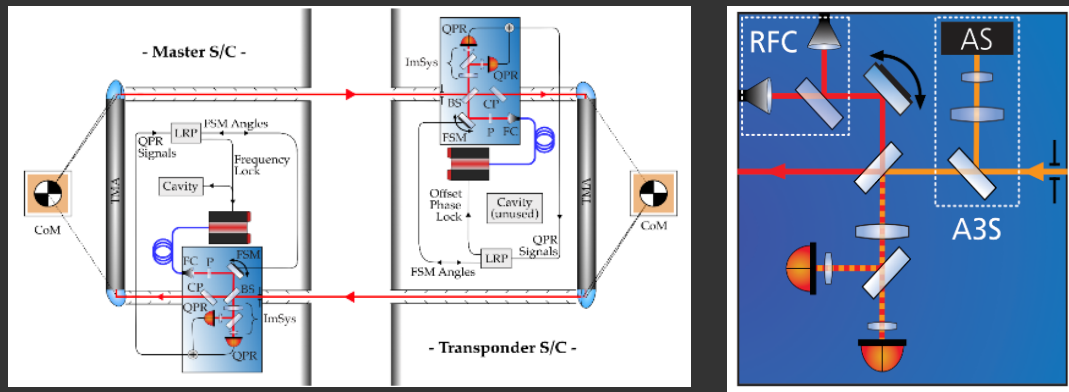 - Master S/C -
QPR
ImSys
QPR
BS
CP
FSM
P
FC
LRP
FSM Angles
QPR
Signals
Frequency
Lock
Cavity
TMA
CoM
FC
P
FSM
CP
BS
QPR
ImSys
QPR
Offset
Phase
Lock
Cavity
(unused)
QPR
Signals
FSM Angles
LRP
TMA
CoM
- Transponder S/C -
RFC
AS
A3S